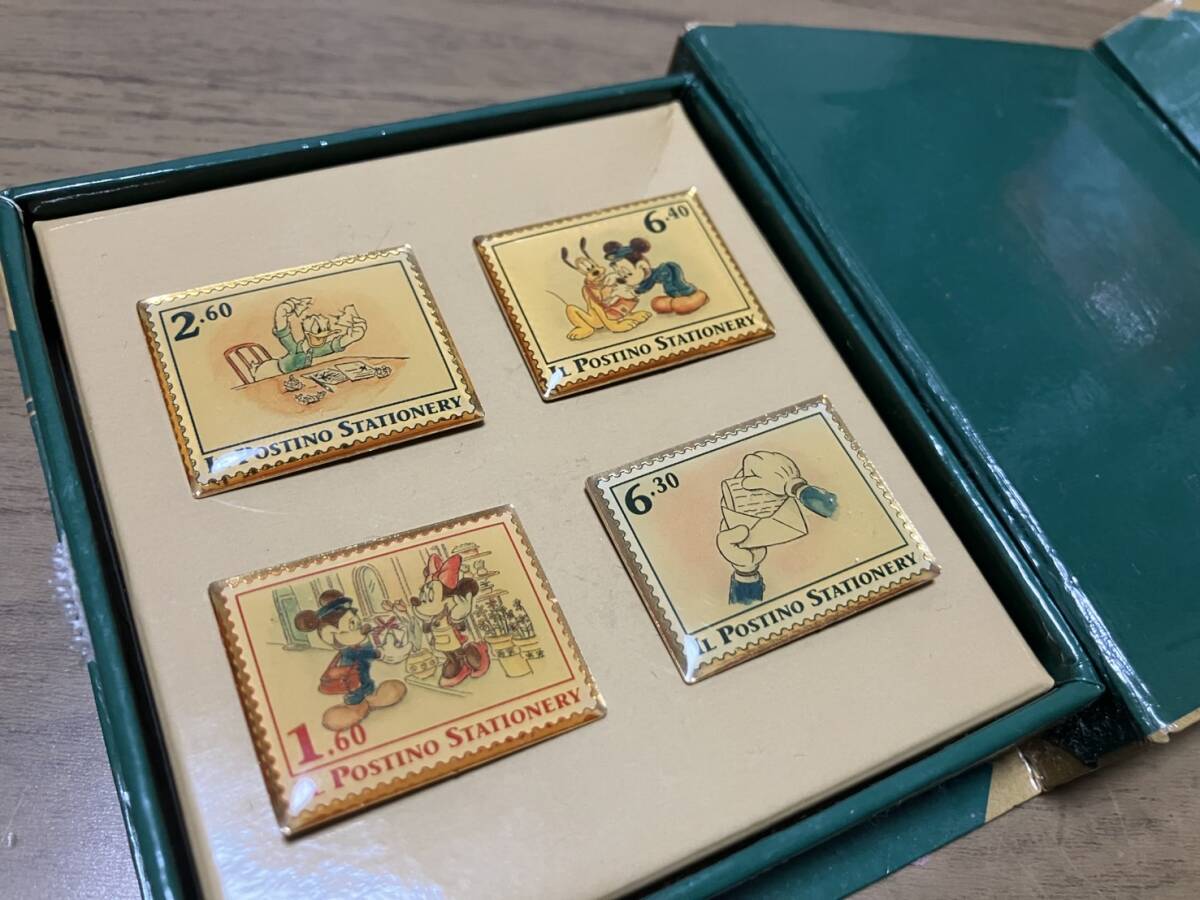 2.60
IL POSTINO STATIONERY
6.40
IL POSTINO STATIONERY
1.60
IL POSTINO STATIONERY
6.30
IL POSTINO STATIONERY